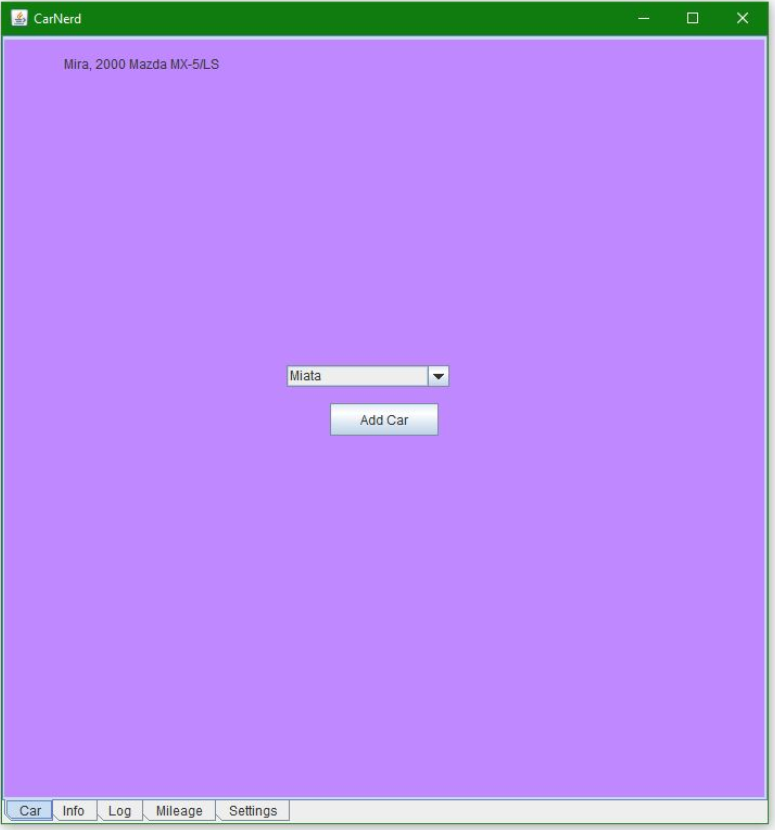 CarNerd
Mira, 2000 Mazda MX-5/LS
Miata
Add Car
Car Info Log Mileage Settings